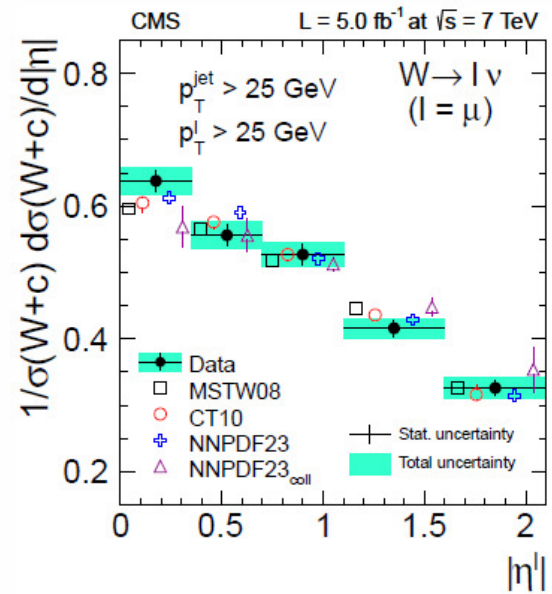 CMS L = 5.0 fb⁻¹ at √s = 7 TeV
1/σ(W+c) dσ(W+c)/d|η|
0.8
0.6
0.4
0.2
p_T^jet > 25 GeV
p_T^l > 25 GeV
W → l ν
(l = μ)
Data
MSTW08
CT10
NNPDF23
NNPDF23_coll
Stat. uncertainty
Total uncertainty
0 0.5 1 1.5 2
|η^l|